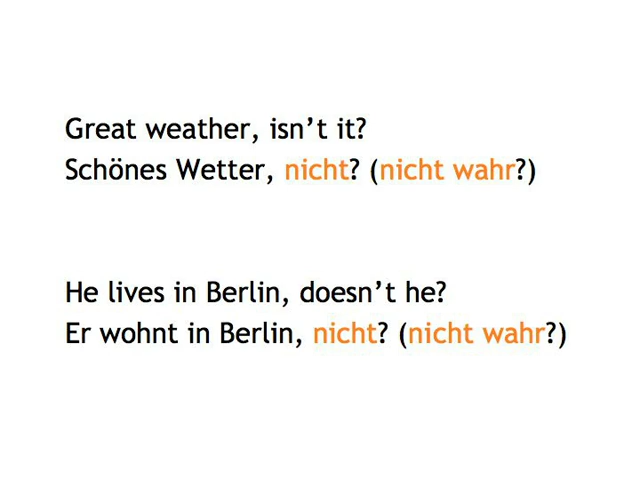 Great weather, isn’t it?
Schönes Wetter, nicht? (nicht wahr?)
He lives in Berlin, doesn’t he?
Er wohnt in Berlin, nicht? (nicht wahr?)